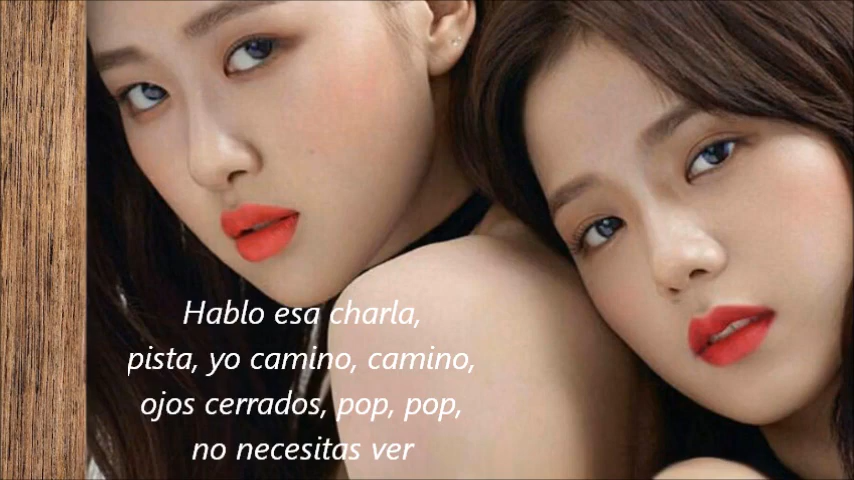 Hablo esa charla,
pista, yo camino, camino,
ojos cerrados, pop, pop,
no necesitas ver